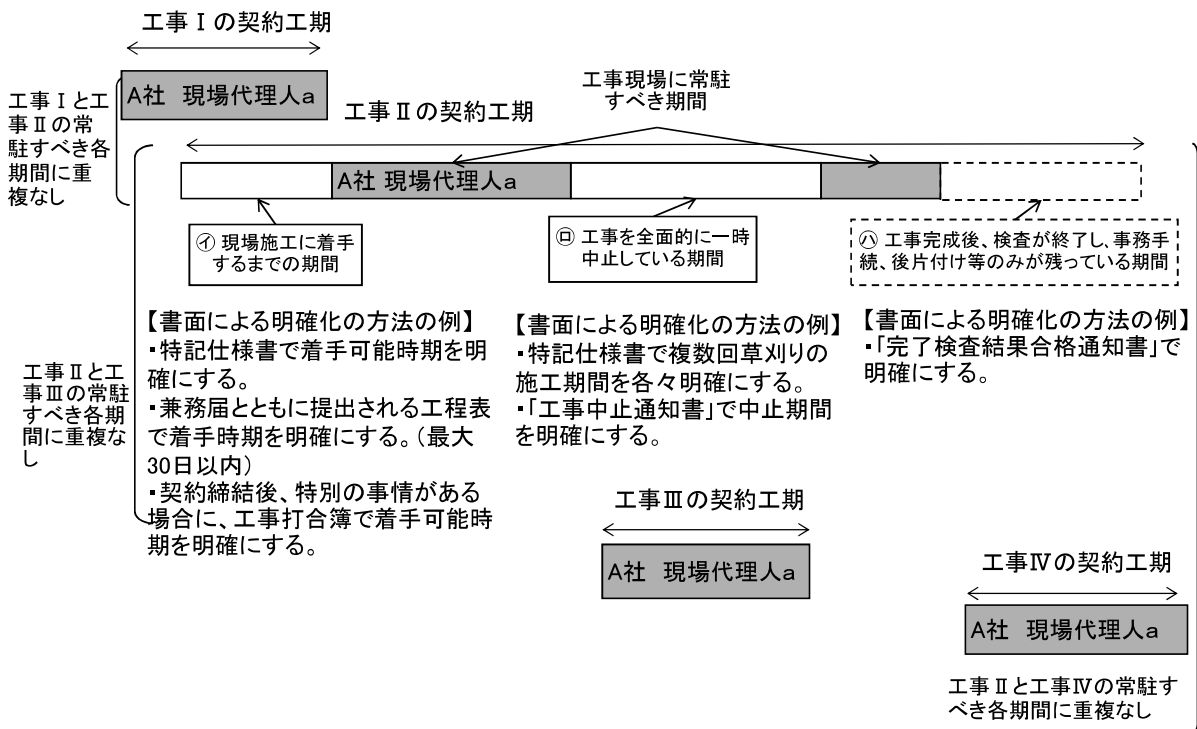 工事Ⅰの契約工期
A社 現場代理人a
工事Ⅰと工
事Ⅱの常
駐すべき各
期間に重
複なし
工事Ⅱの契約工期
工事現場に常駐
すべき期間
A社 現場代理人a
㋑ 現場施工に着手
するまでの期間
㋺ 工事を全面的に一時
中止している期間
㋩ 工事完成後、検査が終了し、事務手
続、後片付け等のみが残っている期間
工事Ⅱと工
事Ⅲの常駐
すべき各期
間に重複な
し
【書面による明確化の方法の例】
・特記仕様書で着手可能時期を明
確にする。
・兼務届とともに提出される工程表
で着手時期を明確にする。（最大
30日以内）
・契約締結後、特別の事情がある
場合に、工事打合簿で着手可能時
期を明確にする。
【書面による明確化の方法の例】
・特記仕様書で複数回草刈りの
施工期間を各々明確にする。
・「工事中止通知書」で中止期間
を明確にする。
【書面による明確化の方法の例】
・「完了検査結果合格通知書」で
明確にする。
工事Ⅲの契約工期
A社 現場代理人a
工事Ⅳの契約工期
A社 現場代理人a
工事Ⅱと工事Ⅳの常駐す
べき各期間に重複なし